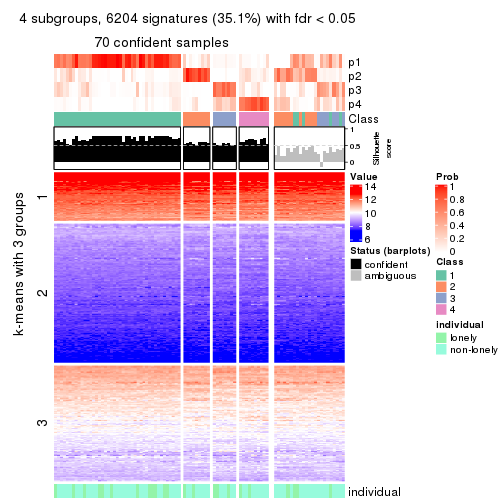 4 subgroups, 6204 signatures (35.1%) with fdr < 0.05
70 confident samples
p1
p2
p3
p4
Class
1
0.5
0
Silhouette
score
k-means with 3 groups
1
2
3
Value
14
12
10
8
6
Status (barplots)
confident
ambiguous
Prob
1
0.8
0.6
0.4
0.2
0
Class
1
2
3
4
individual
lonely
non-lonely
individual